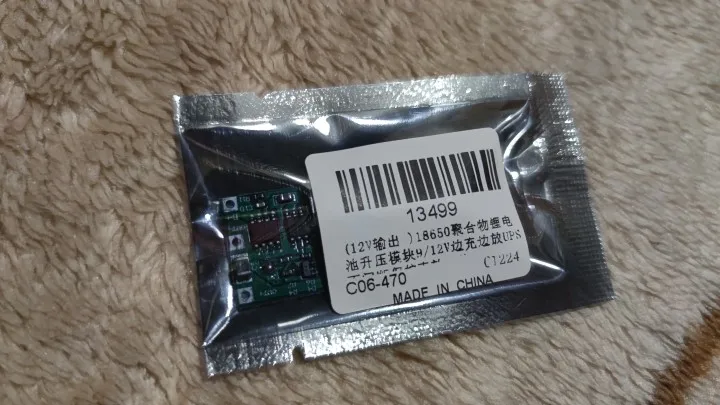 13499
(12V输出 )18650聚合物锂电
池升压模块9/12V边充边放UPS
C1224
C06-470
MADE IN CHINA